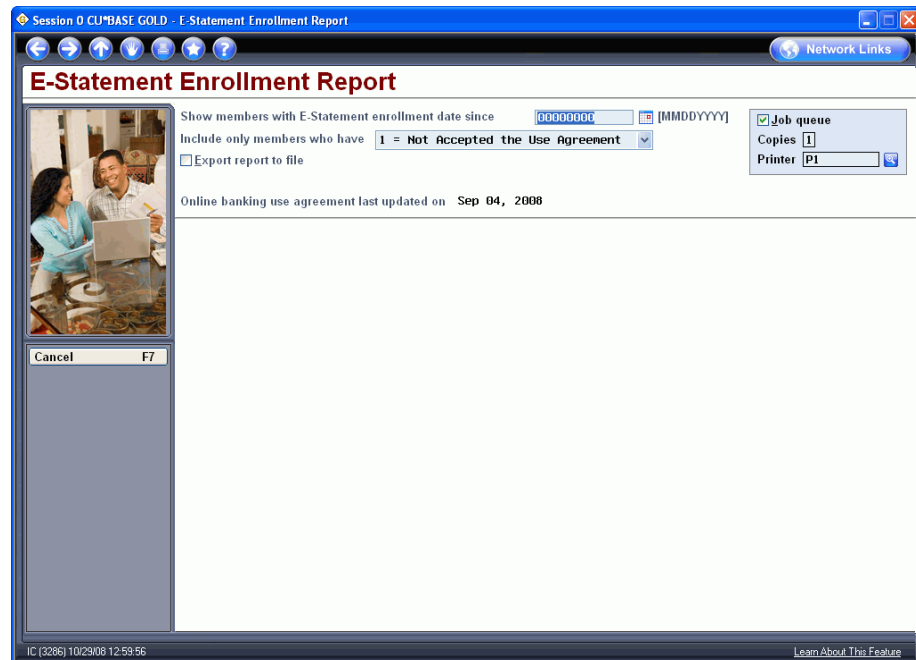 Session 0 CU*BASE GOLD - E-Statement Enrollment Report
Network Links
E-Statement Enrollment Report
Show members with E-Statement enrollment date since 00000000 [MMDDYYYY]
Include only members who have 1 = Not Accepted the Use Agreement
Export report to file
Online banking use agreement last updated on Sep 04, 2008
Job queue
Copies 1
Printer P1
Cancel F7
IC (3286) 10/29/08 12:59:56
Learn About This Feature